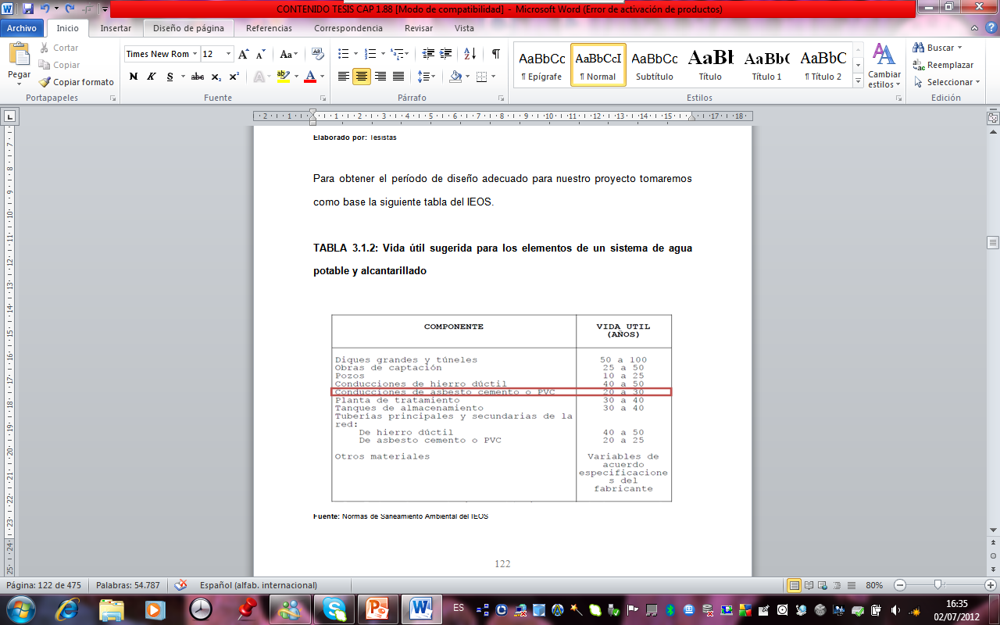 CONTENIDO TESIS CAP 1.88 [Modo de compatibilidad] - Microsoft Word (Error de activación de productos)
Archivo Inicio Insertar Diseño de página Referencias Correspondencia Revisar Vista
Pegar
Cortar
Copiar
Copiar formato
Portapapeles
Times New Rom 12
Fuente
Párrafo
AaBbCc AaBbCcI AaBbCc AaBb AaBb( AaBbC
¶ Epígrafe ¶ Normal Subtítulo Título Título 1 ¶ Título 2
Cambiar estilos
Estilos
Buscar
Reemplazar
Seleccionar
Edición
Elaborado por: Tesistas
Para obtener el período de diseño adecuado para nuestro proyecto tomaremos
como base la siguiente tabla del IEOS.
TABLA 3.1.2: Vida útil sugerida para los elementos de un sistema de agua
potable y alcantarillado
COMPONENTE VIDA UTIL
(AÑOS)
Diques grandes y túneles 50 a 100
Obras de captación 25 a 50
Pozos 10 a 25
Conducciones de hierro dúctil 40 a 50
Conducciones de asbesto cemento o PVC 20 a 30
Planta de tratamiento 30 a 40
Tanques de almacenamiento 30 a 40
Tuberías principales y secundarias de la
red:
De hierro dúctil 40 a 50
De asbesto cemento o PVC 20 a 25
Otros materiales Variables de
acuerdo
especificacione
s del
fabricante
Fuente: Normas de Saneamiento Ambiental del IEOS
122
Página: 122 de 475 Palabras: 54.787 Español (alfab. internacional) 80%
ES 16:35
02/07/2012